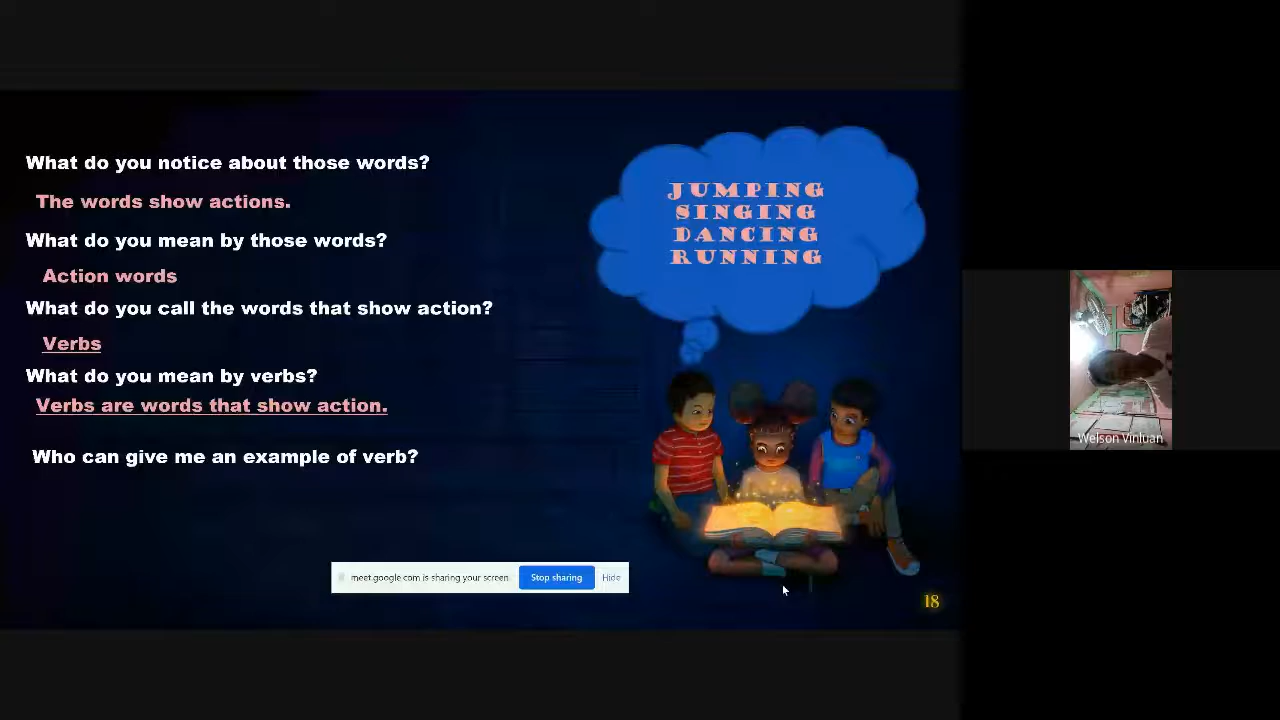 What do you notice about those words?
The words show actions.
What do you mean by those words?
Action words
What do you call the words that show action?
Verbs
What do you mean by verbs?
Verbs are words that show action.
Who can give me an example of verb?
JUMPING
SINGING
DANCING
RUNNING
meet.google.com is sharing your screen.
Stop sharing
Hide
18
Welson Vinluan